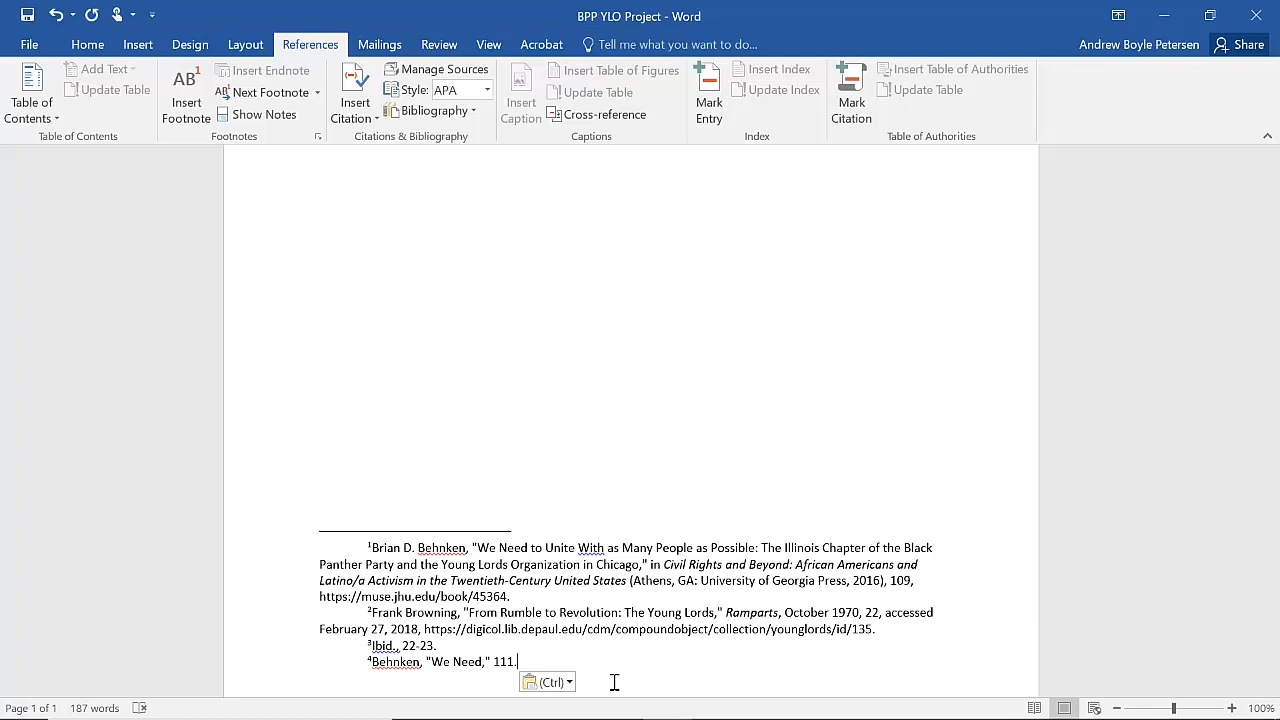 BPP YLO Project - Word
File Home Insert Design Layout References Mailings Review View Acrobat Tell me what you want to do... Andrew Boyle Petersen Share
Table of Contents
Add Text
Update Table
Table of Contents
AB1
Insert Footnote
Insert Endnote
Next Footnote
Show Notes
Footnotes
Insert Citation
Manage Sources
Style: APA
Bibliography
Citations & Bibliography
Insert Caption
Insert Table of Figures
Update Table
Cross-reference
Captions
Mark Entry
Insert Index
Update Index
Index
Mark Citation
Insert Table of Authorities
Update Table
Table of Authorities
1Brian D. Behnken, "We Need to Unite With as Many People as Possible: The Illinois Chapter of the Black
Panther Party and the Young Lords Organization in Chicago," in Civil Rights and Beyond: African Americans and
Latino/a Activism in the Twentieth-Century United States (Athens, GA: University of Georgia Press, 2016), 109,
https://muse.jhu.edu/book/45364.
2Frank Browning, "From Rumble to Revolution: The Young Lords," Ramparts, October 1970, 22, accessed
February 27, 2018, https://digicol.lib.depaul.edu/cdm/compoundobject/collection/younglords/id/135.
3Ibid., 22-23.
4Behnken, "We Need," 111.
(Ctrl)
Page 1 of 1 187 words 100%